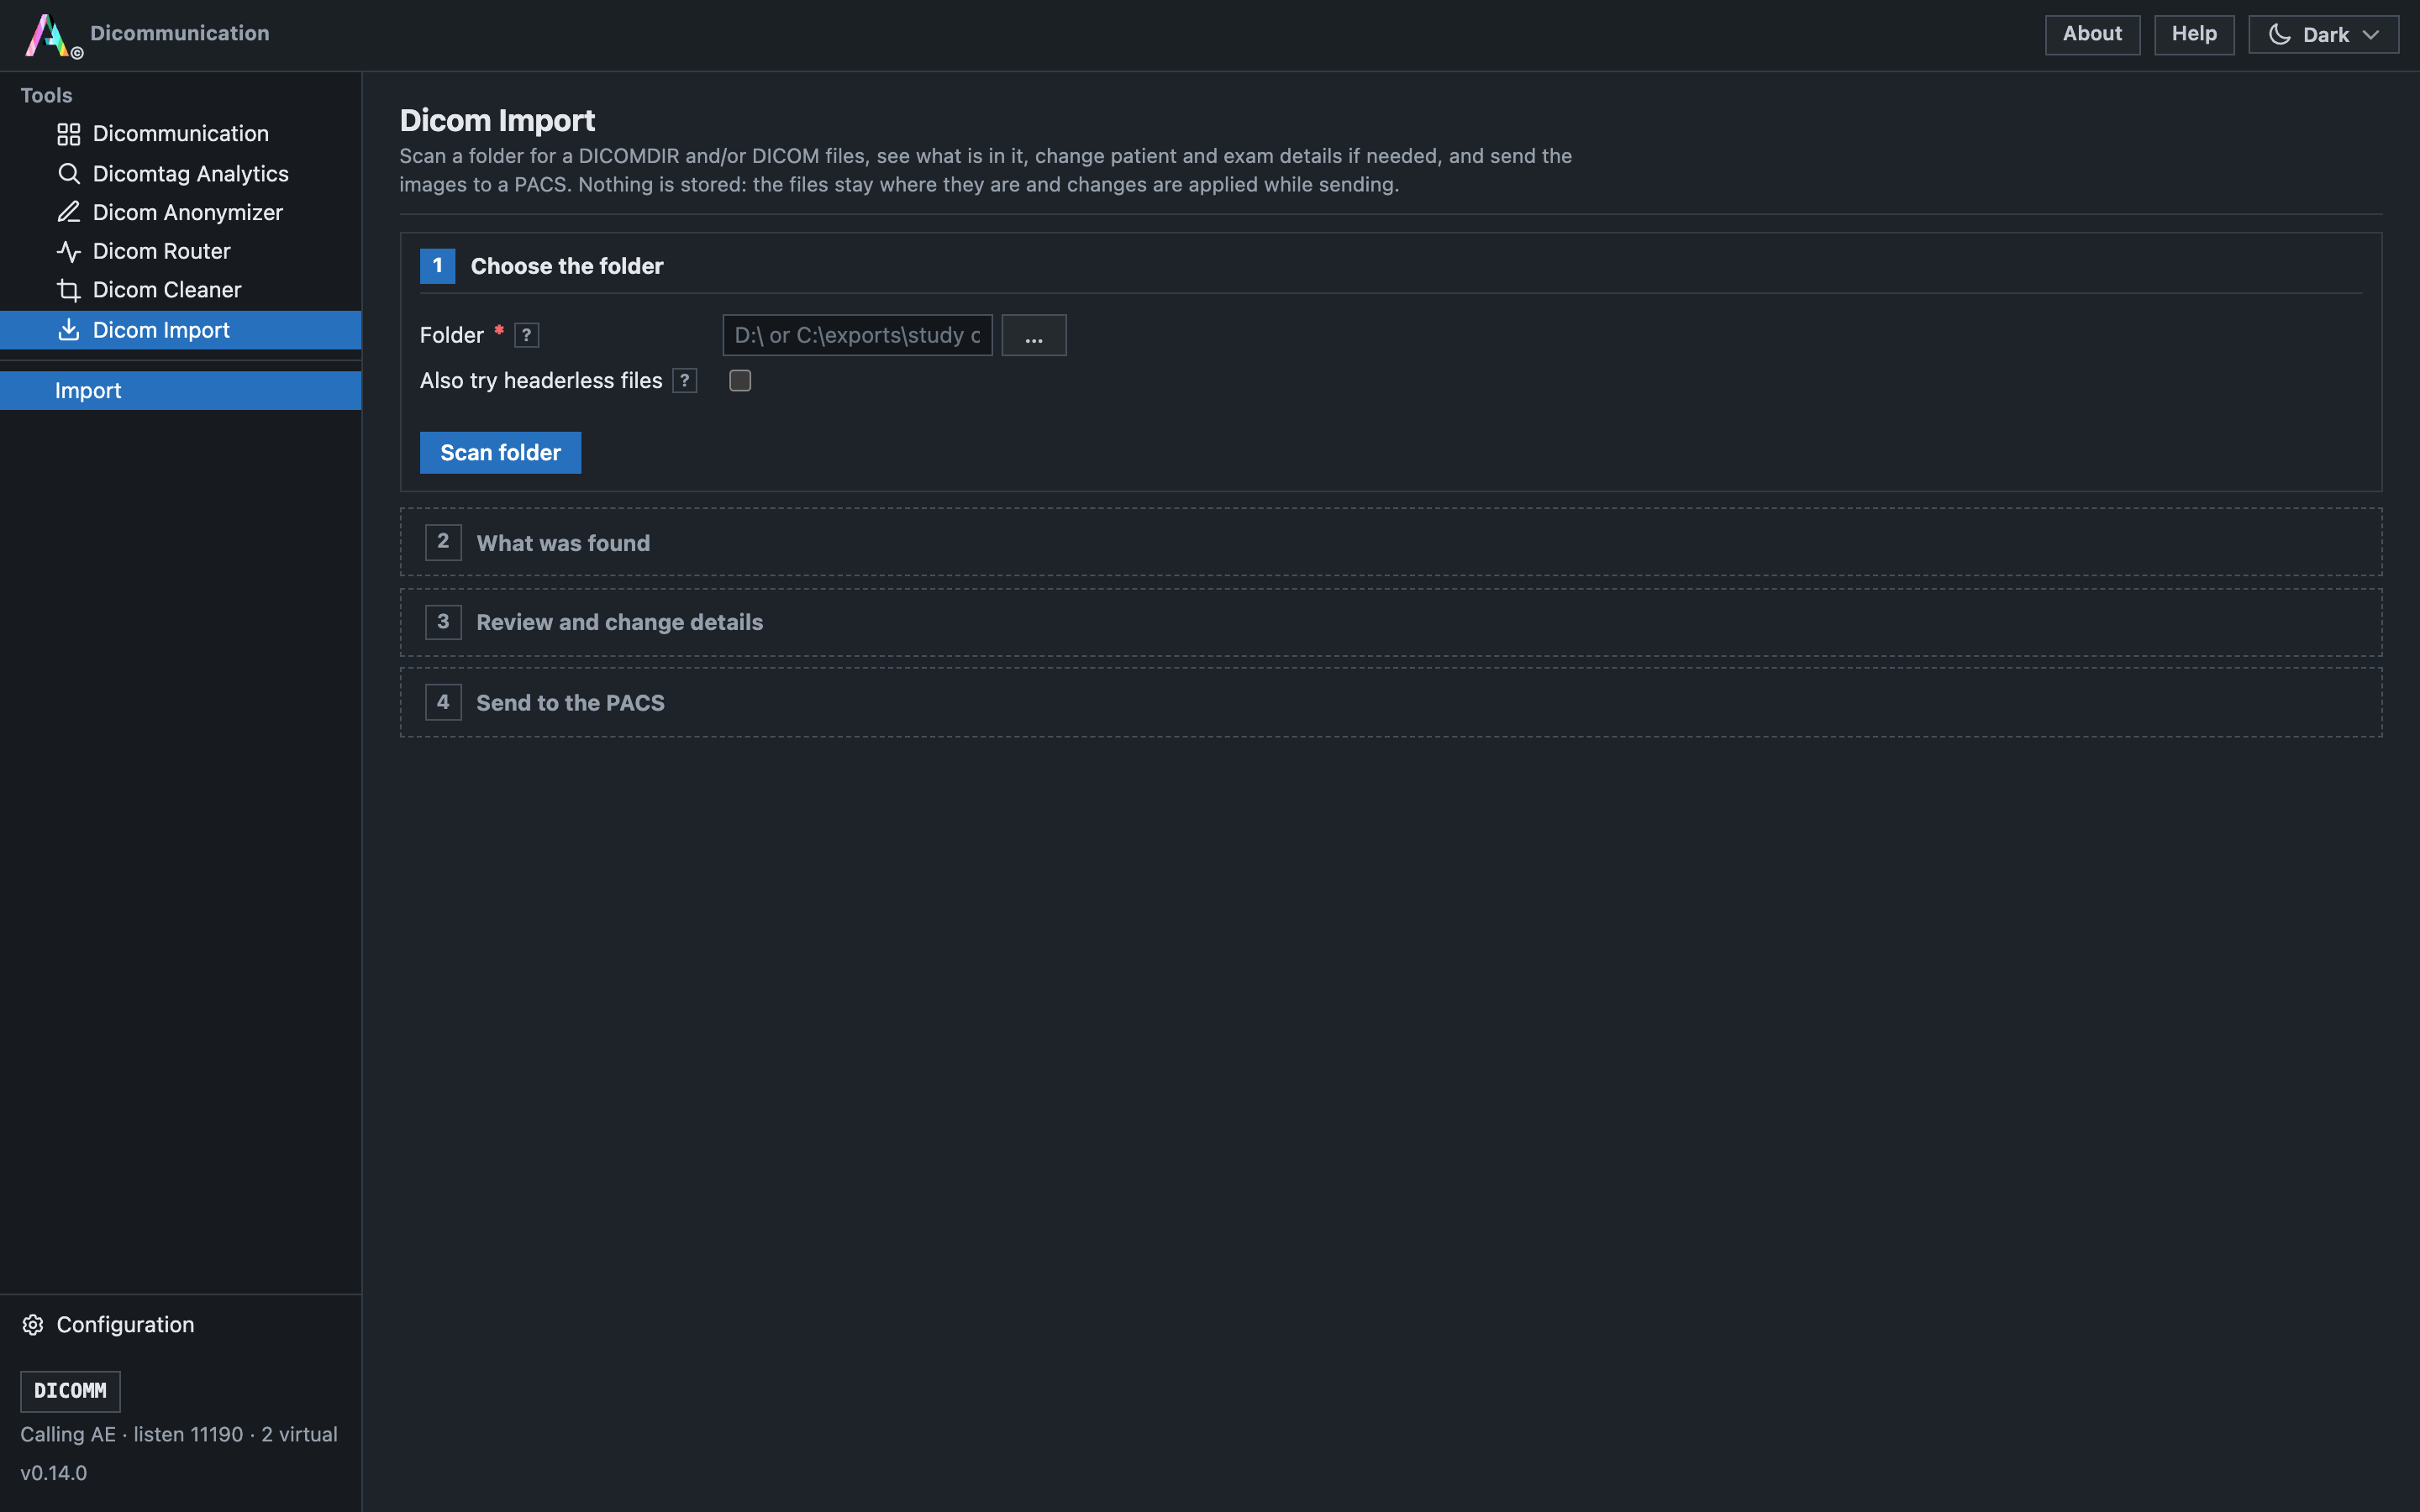 Dicommunication
About
Help
Dark
Tools
Dicommunication
Dicomtag Analytics
Dicom Anonymizer
Dicom Router
Dicom Cleaner
Dicom Import
Import
Configuration
DICOMM
Calling AE · listen 11190 · 2 virtual
v0.14.0
Dicom Import
Scan a folder for a DICOMDIR and/or DICOM files, see what is in it, change patient and exam details if needed, and send the
images to a PACS. Nothing is stored: the files stay where they are and changes are applied while sending.
1 Choose the folder
Folder * ? D:\ or C:\exports\study c ...
Also try headerless files ?
Scan folder
2 What was found
3 Review and change details
4 Send to the PACS